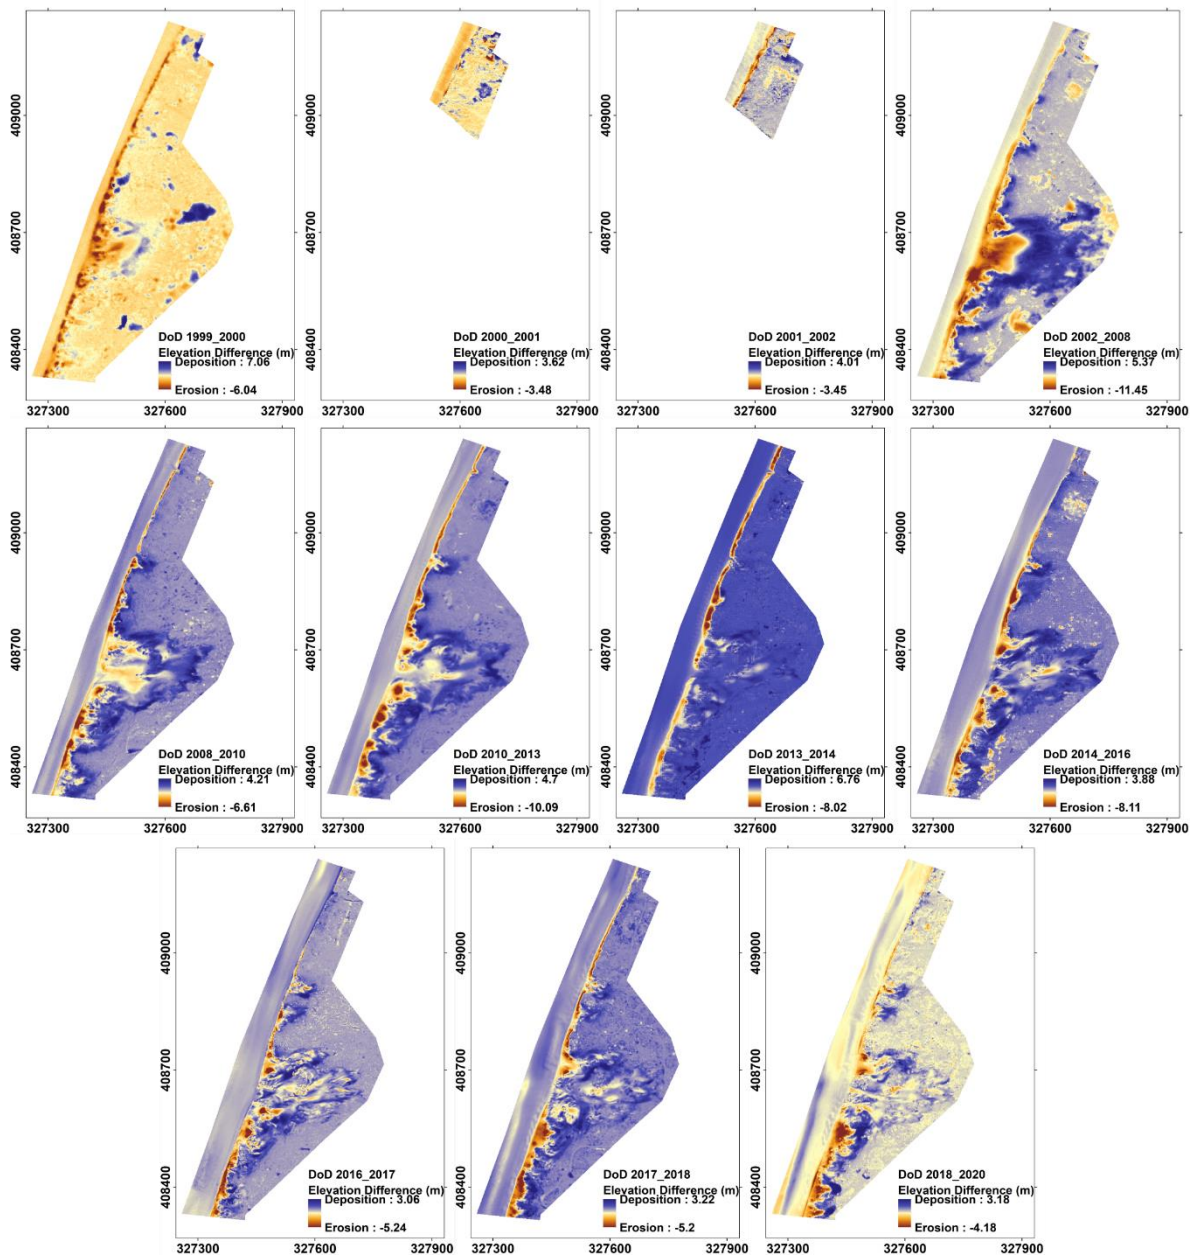 409000
408700
408400
DoD 1999_2000
Elevation Difference (m)
Deposition : 7.06
Erosion : -6.04
327300 327600 327900
DoD 2000_2001
Elevation Difference (m)
Deposition : 3.62
Erosion : -3.48
409000
408700
408400
327300 327600 327900
DoD 2001_2002
Elevation Difference (m)
Deposition : 4.01
Erosion : -3.45
409000
408700
408400
327300 327600 327900
DoD 2002_2008
Elevation Difference (m)
Deposition : 5.37
Erosion : -11.45
409000
408700
408400
327300 327600 327900
409000
408700
408400
DoD 2008_2010
Elevation Difference (m)
Deposition : 4.21
Erosion : -6.61
327300 327600 327900
409000
408700
408400
DoD 2010_2013
Elevation Difference (m)
Deposition : 4.7
Erosion : -10.09
327300 327600 327900
409000
408700
408400
DoD 2013_2014
Elevation Difference (m)
Deposition : 6.76
Erosion : -8.02
327300 327600 327900
409000
408700
408400
DoD 2014_2016
Elevation Difference (m)
Deposition : 3.88
Erosion : -8.11
327300 327600 327900
409000
408700
408400
DoD 2016_2017
Elevation Difference (m)
Deposition : 3.06
Erosion : -5.24
327300 327600 327900
409000
408700
408400
DoD 2017_2018
Elevation Difference (m)
Deposition : 3.22
Erosion : -5.2
327300 327600 327900
409000
408700
408400
DoD 2018_2020
Elevation Difference (m)
Deposition : 3.18
Erosion : -4.18
327300 327600 327900